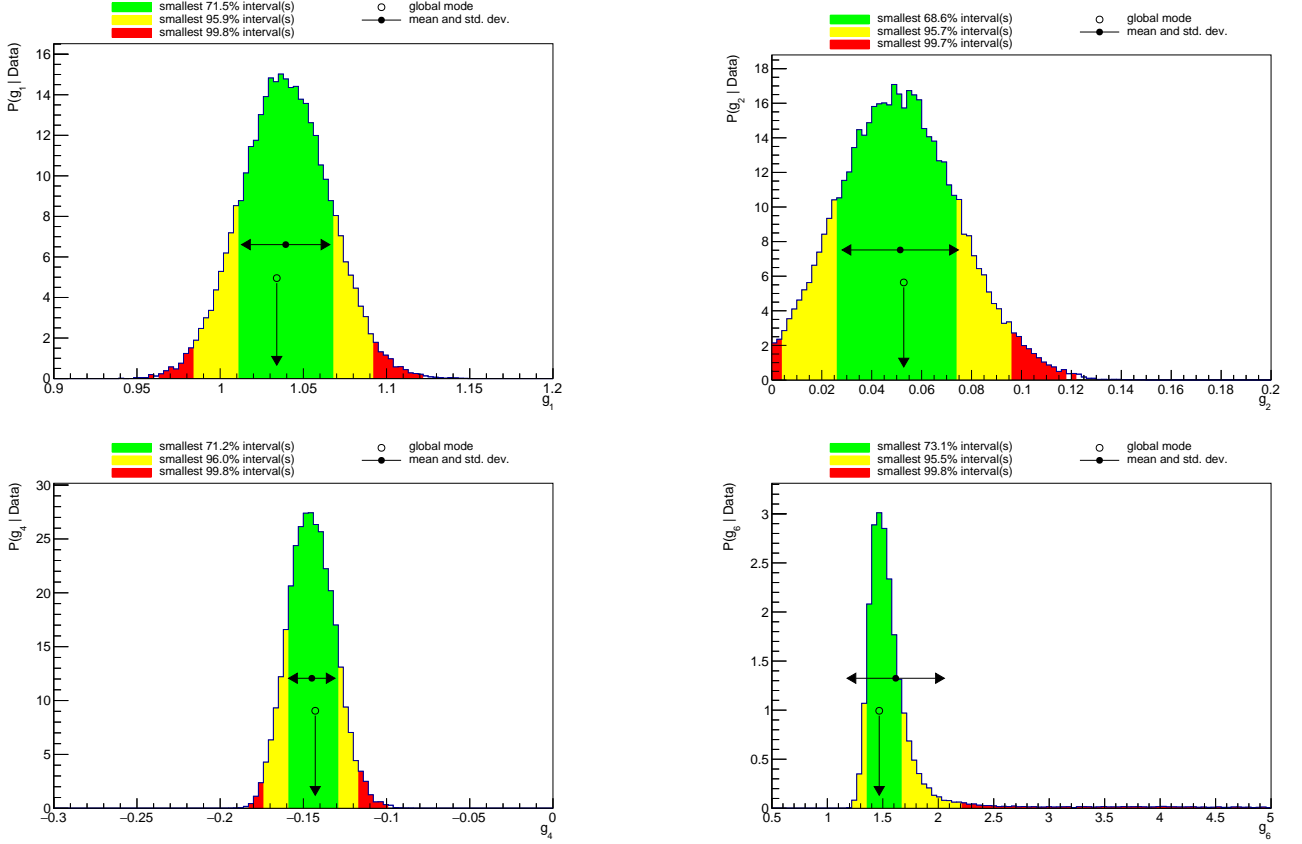 smallest 71.5% interval(s)
smallest 95.9% interval(s)
smallest 99.8% interval(s)
global mode
mean and std. dev.
P(g1 | Data)
16
14
12
10
8
6
4
2
0
0.9 0.95 1 1.05 1.1 1.15 1.2
g1
smallest 68.6% interval(s)
smallest 95.7% interval(s)
smallest 99.7% interval(s)
global mode
mean and std. dev.
P(g2 | Data)
18
16
14
12
10
8
6
4
2
0
0 0.02 0.04 0.06 0.08 0.1 0.12 0.14 0.16 0.18 0.2
g2
smallest 71.2% interval(s)
smallest 96.0% interval(s)
smallest 99.8% interval(s)
global mode
mean and std. dev.
P(g4 | Data)
30
25
20
15
10
5
0
−0.3 −0.25 −0.2 −0.15 −0.1 −0.05 0
g4
smallest 73.1% interval(s)
smallest 95.5% interval(s)
smallest 99.8% interval(s)
global mode
mean and std. dev.
P(g6 | Data)
3
2.5
2
1.5
1
0.5
0
0.5 1 1.5 2 2.5 3 3.5 4 4.5 5
g6